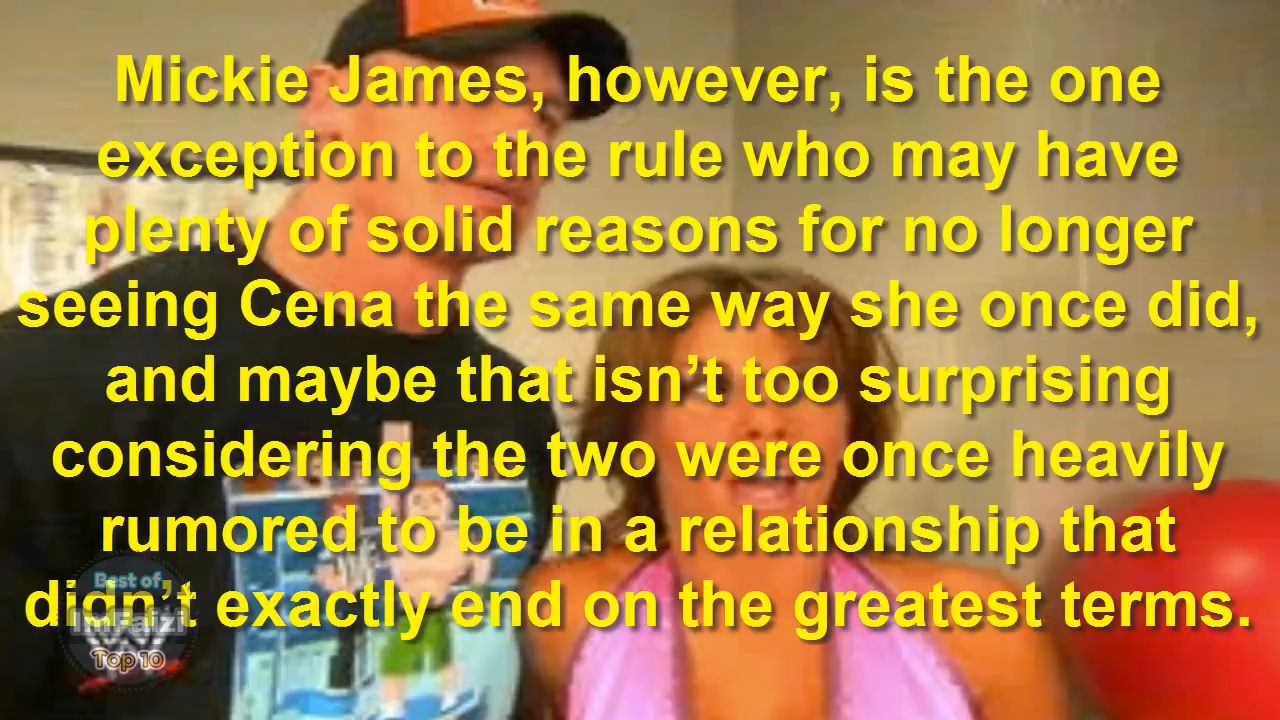 Mickie James, however, is the one
exception to the rule who may have
plenty of solid reasons for no longer
seeing Cena the same way she once did,
and maybe that isn’t too surprising
considering the two were once heavily
rumored to be in a relationship that
didn’t exactly end on the greatest terms.
Best of
ImFaizi
Top 10